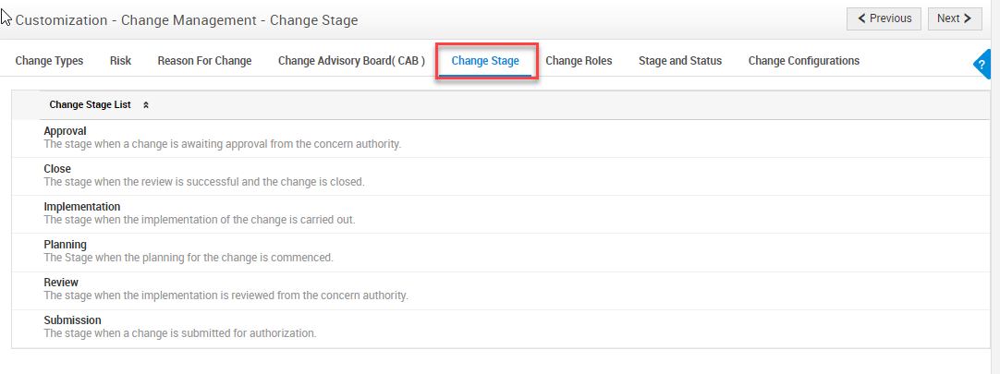 Customization - Change Management - Change Stage
Previous
Next
Change Types
Risk
Reason For Change
Change Advisory Board( CAB )
Change Stage
Change Roles
Stage and Status
Change Configurations
?
Change Stage List
Approval
The stage when a change is awaiting approval from the concern authority.
Close
The stage when the review is successful and the change is closed.
Implementation
The stage when the implementation of the change is carried out.
Planning
The Stage when the planning for the change is commenced.
Review
The stage when the implementation is reviewed from the concern authority.
Submission
The stage when a change is submitted for authorization.